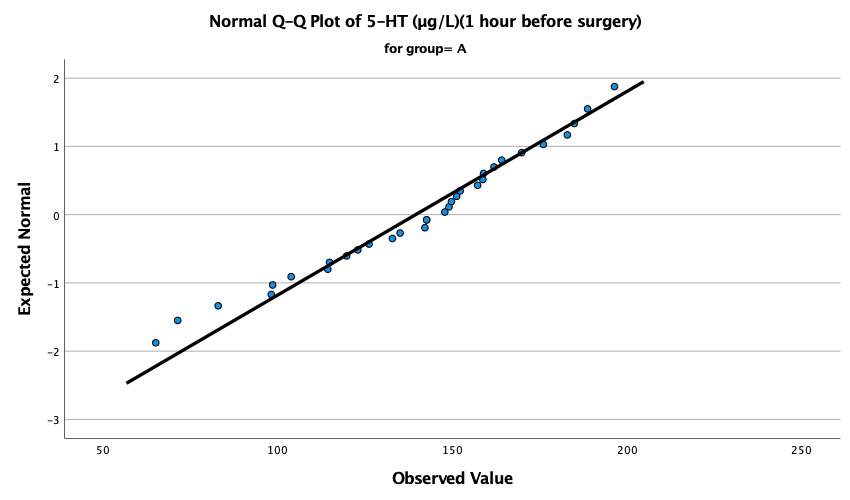 Normal Q-Q Plot of 5-HT (μg/L)(1 hour before surgery)
for group= A
Expected Normal
2
1
0
-1
-2
-3
50
100
150
200
250
Observed Value